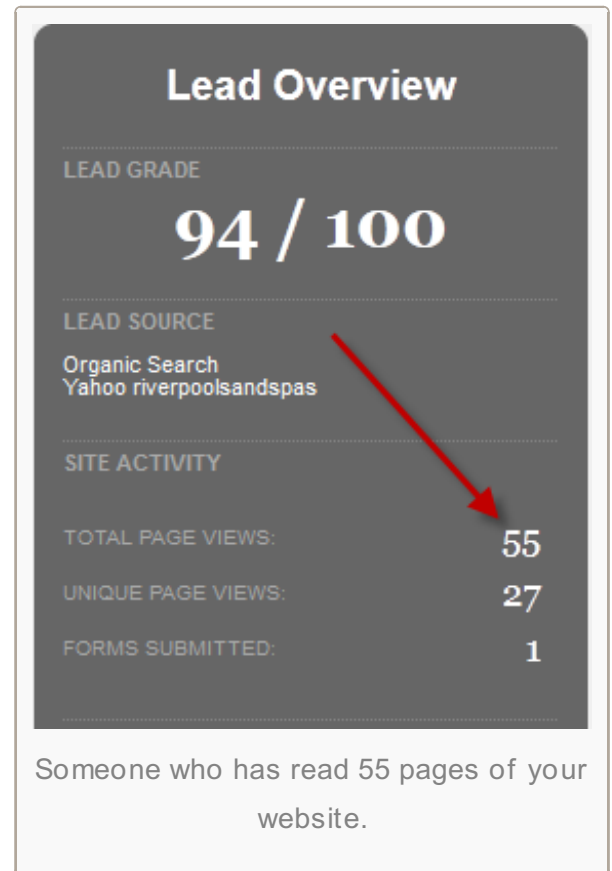 Lead Overview
LEAD GRADE
94 / 100
LEAD SOURCE
Organic Search
Yahoo riverpoolsandspas
SITE ACTIVITY
TOTAL PAGE VIEWS: 55
UNIQUE PAGE VIEWS: 27
FORMS SUBMITTED: 1
Someone who has read 55 pages of your
website.